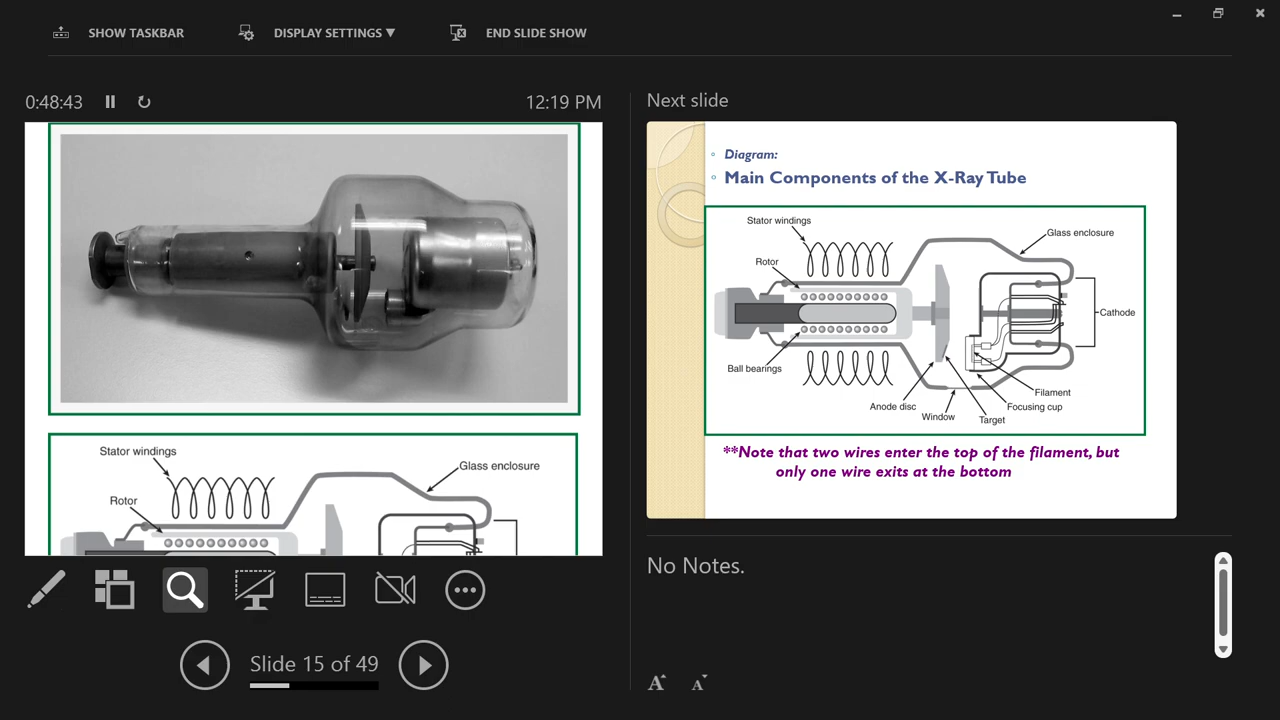 SHOW TASKBAR
DISPLAY SETTINGS ▼
END SLIDE SHOW
0:48:43
12:19 PM
Stator windings
Glass enclosure
Rotor
Slide 15 of 49
Next slide
Diagram:
Main Components of the X-Ray Tube
Stator windings
Glass enclosure
Rotor
Cathode
Ball bearings
Filament
Anode disc
Focusing cup
Window
Target
**Note that two wires enter the top of the filament, but
only one wire exits at the bottom
No Notes.
A A